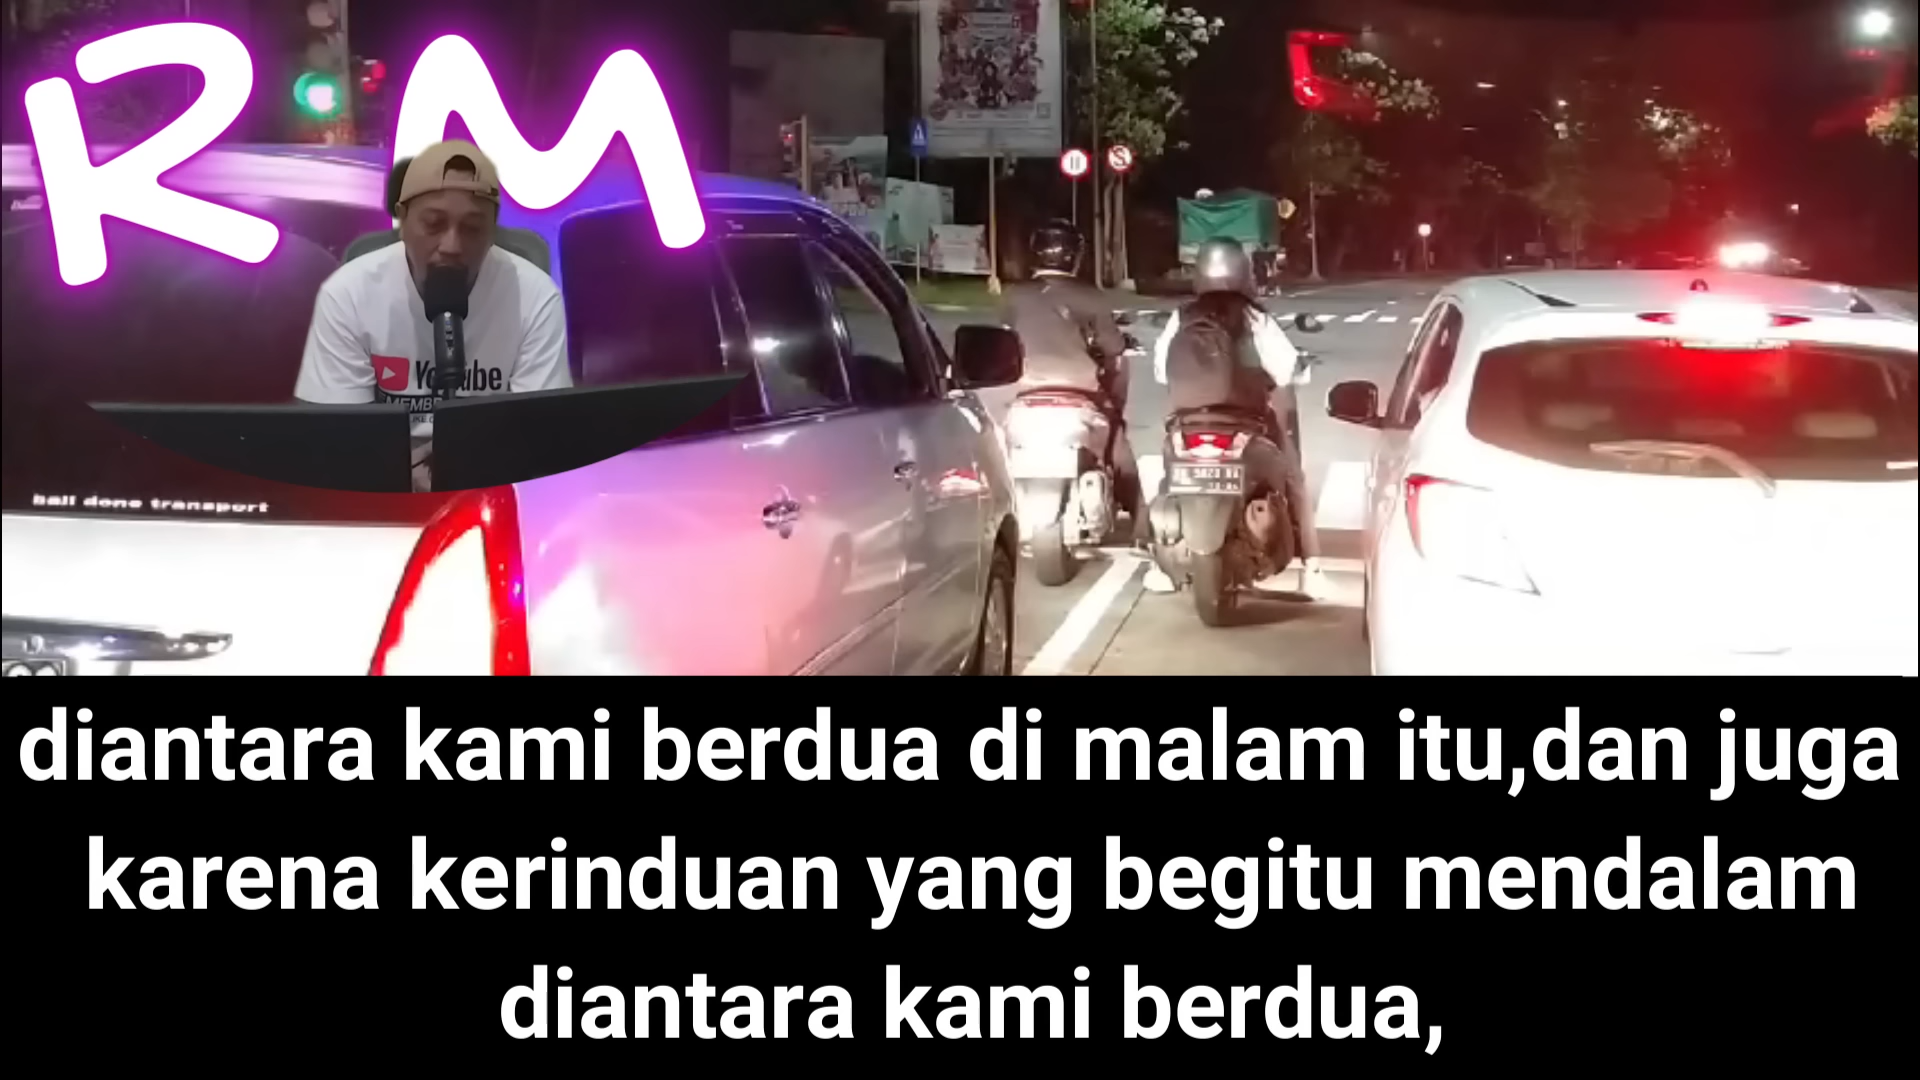 R M
YouTube
bali done transport
diantara kami berdua di malam itu,dan juga
karena kerinduan yang begitu mendalam
diantara kami berdua,